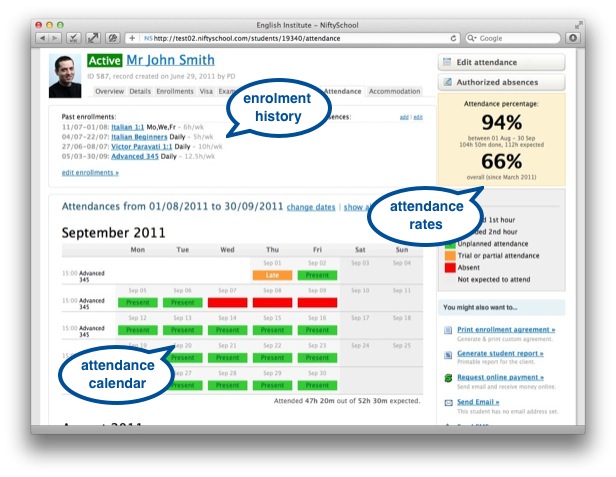 English Institute – NiftySchool
http://test02.niftyschool.com/students/19340/attendance
Google
Active Mr John Smith
ID 587, record created on June 29, 2011 by PD
Overview Details Enrollments Visa Attendance Accommodation
enrolment
history
Past enrollments:
add edit
11/07-01/08: Italian 1:1 Mo,We,Fr – 6h/wk
04/07-22/07: Italian Beginners Daily – 5h/wk
27/06-08/07: Victor Paravati 1:1 Daily – 10h/wk
05/03-30/09: Advanced 345 Daily – 12.5h/wk
edit enrollments »
Edit attendance
Authorized absences
Attendance percentage:
94%
between 01 Aug – 30 Sep
104h 50m done, 112h expected
66%
overall (since March 2011)
attendance
rates
1st hour
2nd hour
Unplanned attendance
Trial or partial attendance
Absent
Not expected to attend
Attendances from 01/08/2011 to 30/09/2011 change dates | show
September 2011
Mon Tue Wed Thu Fri Sat Sun
Sep 01 Sep 02 Sep 03 Sep 04
15:00 Advanced 345 Late Present
Sep 05 Sep 06 Sep 07 Sep 08 Sep 09 Sep 10 Sep 11
15:00 Advanced 345 Present Present
Sep 12 Sep 13 Sep 14 Sep 15 Sep 16 Sep 17 Sep 18
15:00 Advanced 345 Present Present Present Present Present
Sep 20 Sep 21 Sep 22 Sep 23 Sep 24 Sep 25
Present Present Present Present
Sep 27 Sep 28 Sep 29 Sep 30
Present Present Present Present
attendance
calendar
Attended 47h 20m out of 52h 30m expected.
You might also want to...
Print enrollment agreement »
Generate & print custom agreement.
Generate student report »
Printable report for the client.
Request online payment »
Send email and receive money online.
Send Email »
This student has no email address set.